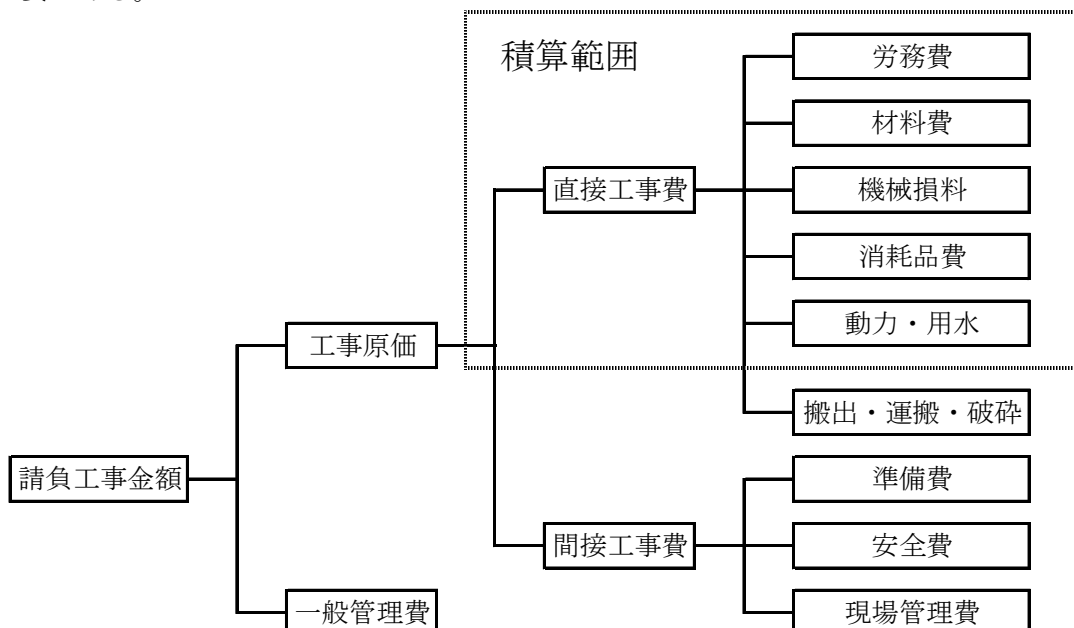 積算範囲
労務費
材料費
直接工事費
機械損料
消耗品費
動力・用水
工事原価
搬出・運搬・破砕
請負工事金額
準備費
間接工事費
安全費
一般管理費
現場管理費